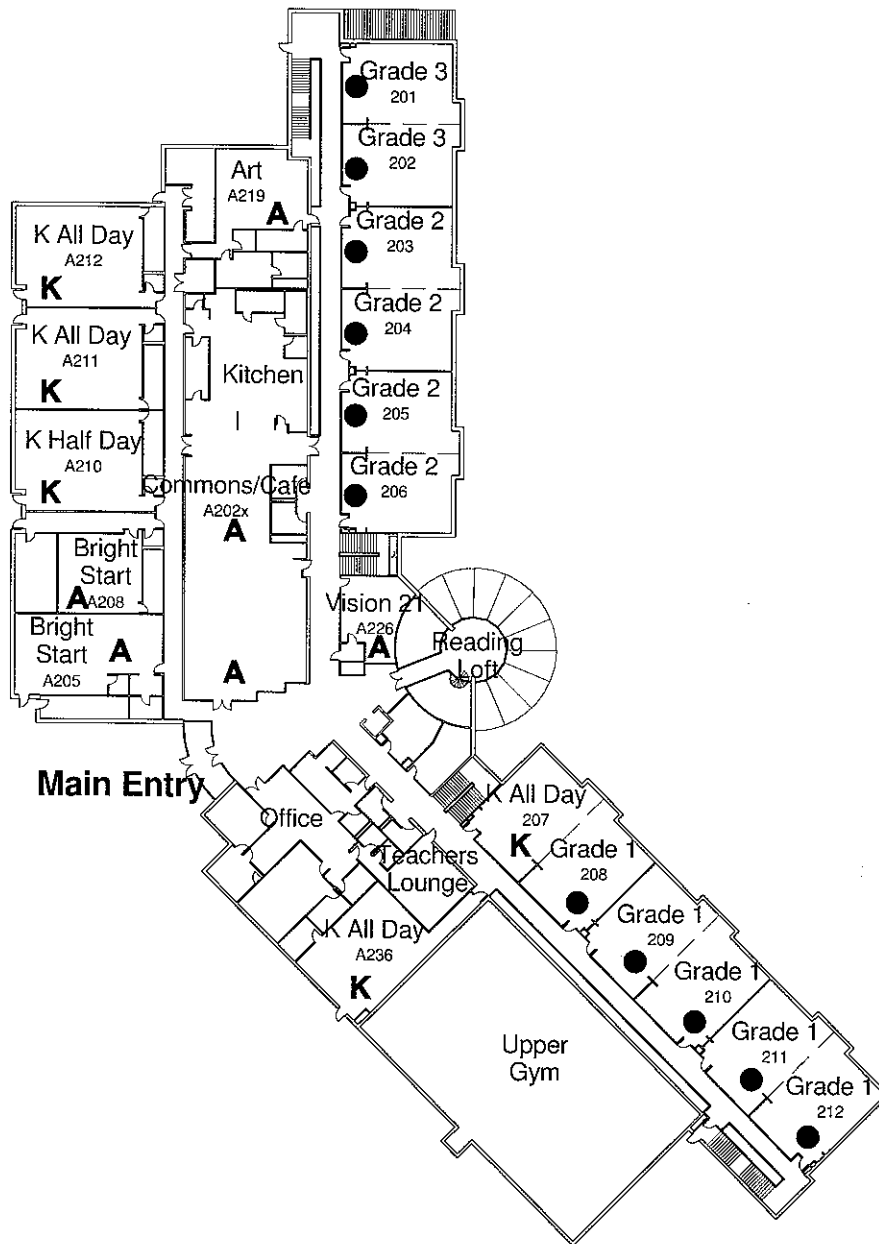 Grade 3
201
Grade 3
202
Art
A219
A
Grade 2
203
K All Day
A212
K
Grade 2
204
K All Day
A211
K
Kitchen
Grade 2
205
K Half Day
A210
K
Grade 2
206
Commons/Cafe
A202x
A
Bright
Start
A A208
Vision 21
A226
A
Reading
Loft
Bright
Start
A205
A
A
Main Entry
Office
K All Day
207
K
Teachers
Lounge
Grade 1
208
Grade 1
209
K All Day
A236
K
Grade 1
210
Grade 1
211
Upper
Gym
Grade 1
212